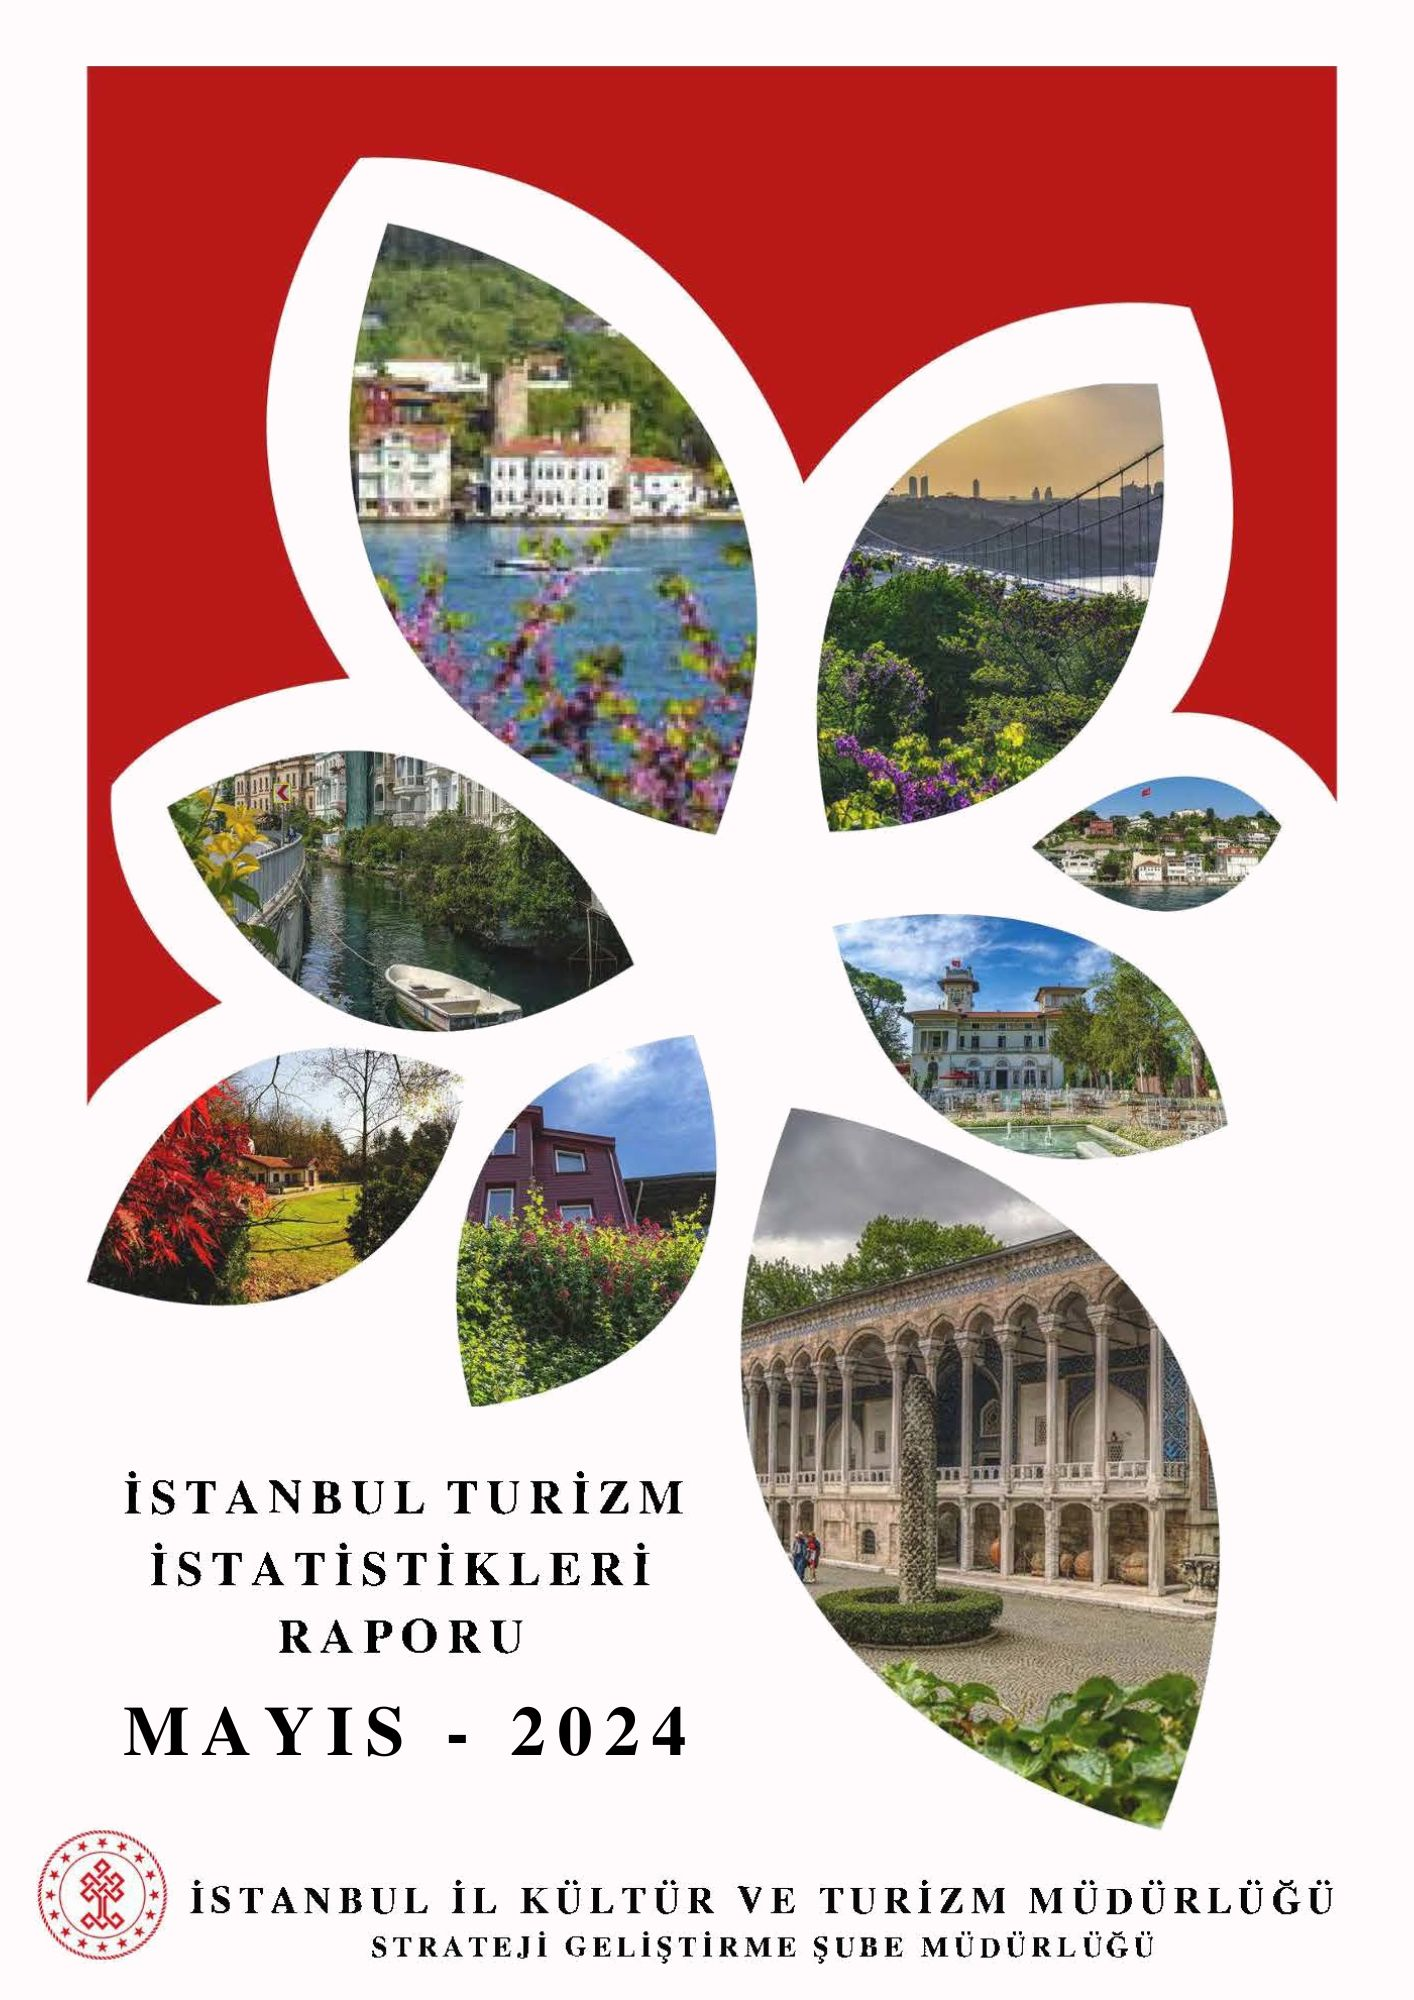 İSTANBUL TURİZM
İSTATİSTİKLERİ
RAPORU
MAYIS - 2024
İSTANBUL İL KÜLTÜR VE TURİZM MÜDÜRLÜĞÜ
STRATEJİ GELİŞTİRME ŞUBE MÜDÜRLÜĞÜ